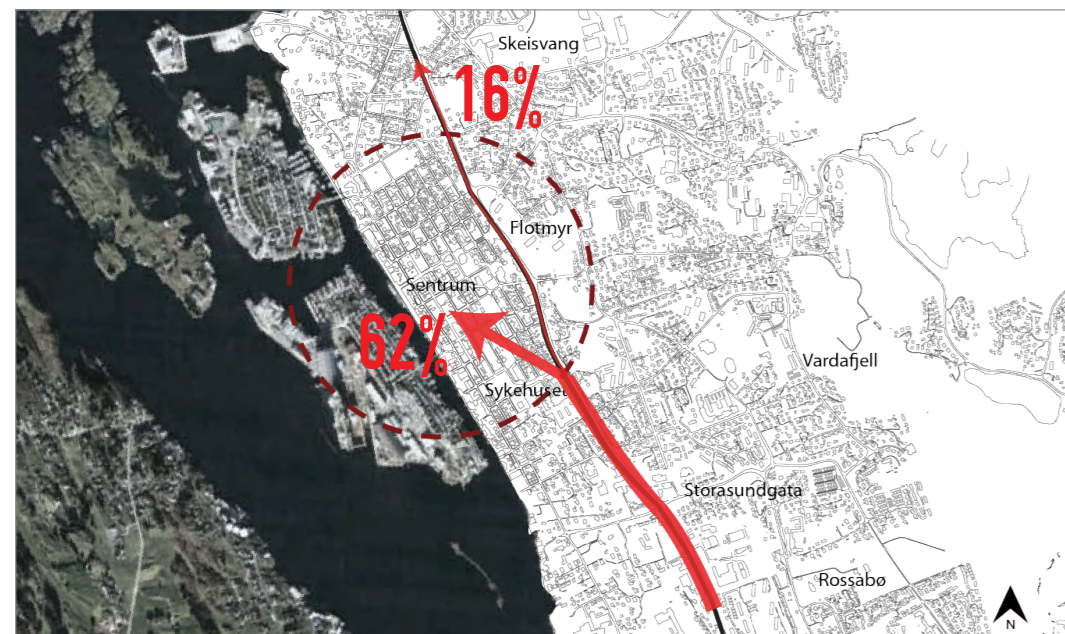 Skeisvang
16%
Flotmyr
Sentrum
62%
Sykehuset
Vardafjell
Storasundgata
Rossabø
N